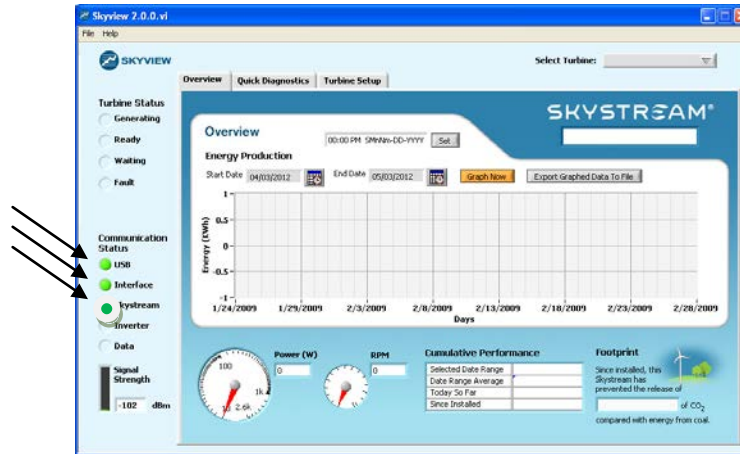 Skyview 2.0.0.vi
File Help
SKYVIEW
Select Turbine:
Overview Quick Diagnostics Turbine Setup
Turbine Status
Generating
Ready
Waiting
Fault
SKYSTREAM®
Overview
00:00 PM
Set
Energy Production
Start Date 04/03/2012 End Date 05/03/2012 Graph Now Export Graphed Data To File
Energy (kWh)
1
0.5
0
-0.5
-1
1/24/2009 1/29/2009 2/3/2009 2/8/2009 2/13/2009 2/18/2009 2/23/2009 2/28/2009
Days
Communication
Status
USB
Interface
kystream
Inverter
Data
Signal
Strength
-102 dBm
Power (W)
0
100
1k
2.6k
RPM
0
Cumulative Performance
Selected Date Range
Date Range Average
Today So Far
Since Installed
Footprint
Since installed, this
Skystream has
prevented the release of
of CO2
compared with energy from coal.